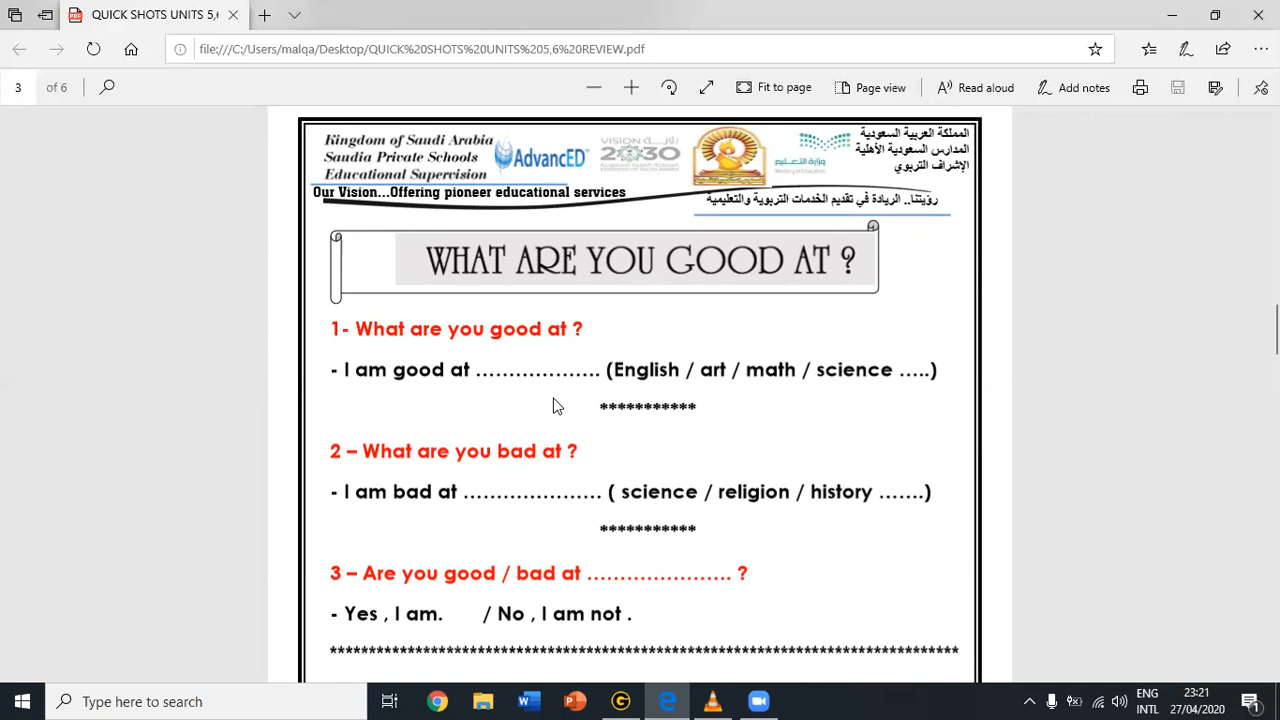 QUICK SHOTS UNITS 5,6
file:///C:/Users/malqa/Desktop/QUICK%20SHOTS%20UNITS%205,6%20REVIEW.pdf
3 of 6
Fit to page
Page view
Read aloud
Add notes
Kingdom of Saudi Arabia
Saudia Private Schools
Educational Supervision
AdvancED
VISION رؤية
2030
وزارة التعليم
Ministry of Education
المملكة العربية السعودية
المدارس السعودية الأهلية
الإشراف التربوي
Our Vision...Offering pioneer educational services
رؤيتنا.. الريادة في تقديم الخدمات التربوية والتعليمية
WHAT ARE YOU GOOD AT ?
1- What are you good at ?
- I am good at ………………. (English / art / math / science …..)
***********
2 – What are you bad at ?
- I am bad at ………………… ( science / religion / history …….)
***********
3 – Are you good / bad at …………………. ?
- Yes , I am. / No , I am not .
********************************************************************************
Type here to search
ENG
INTL
23:21
27/04/2020